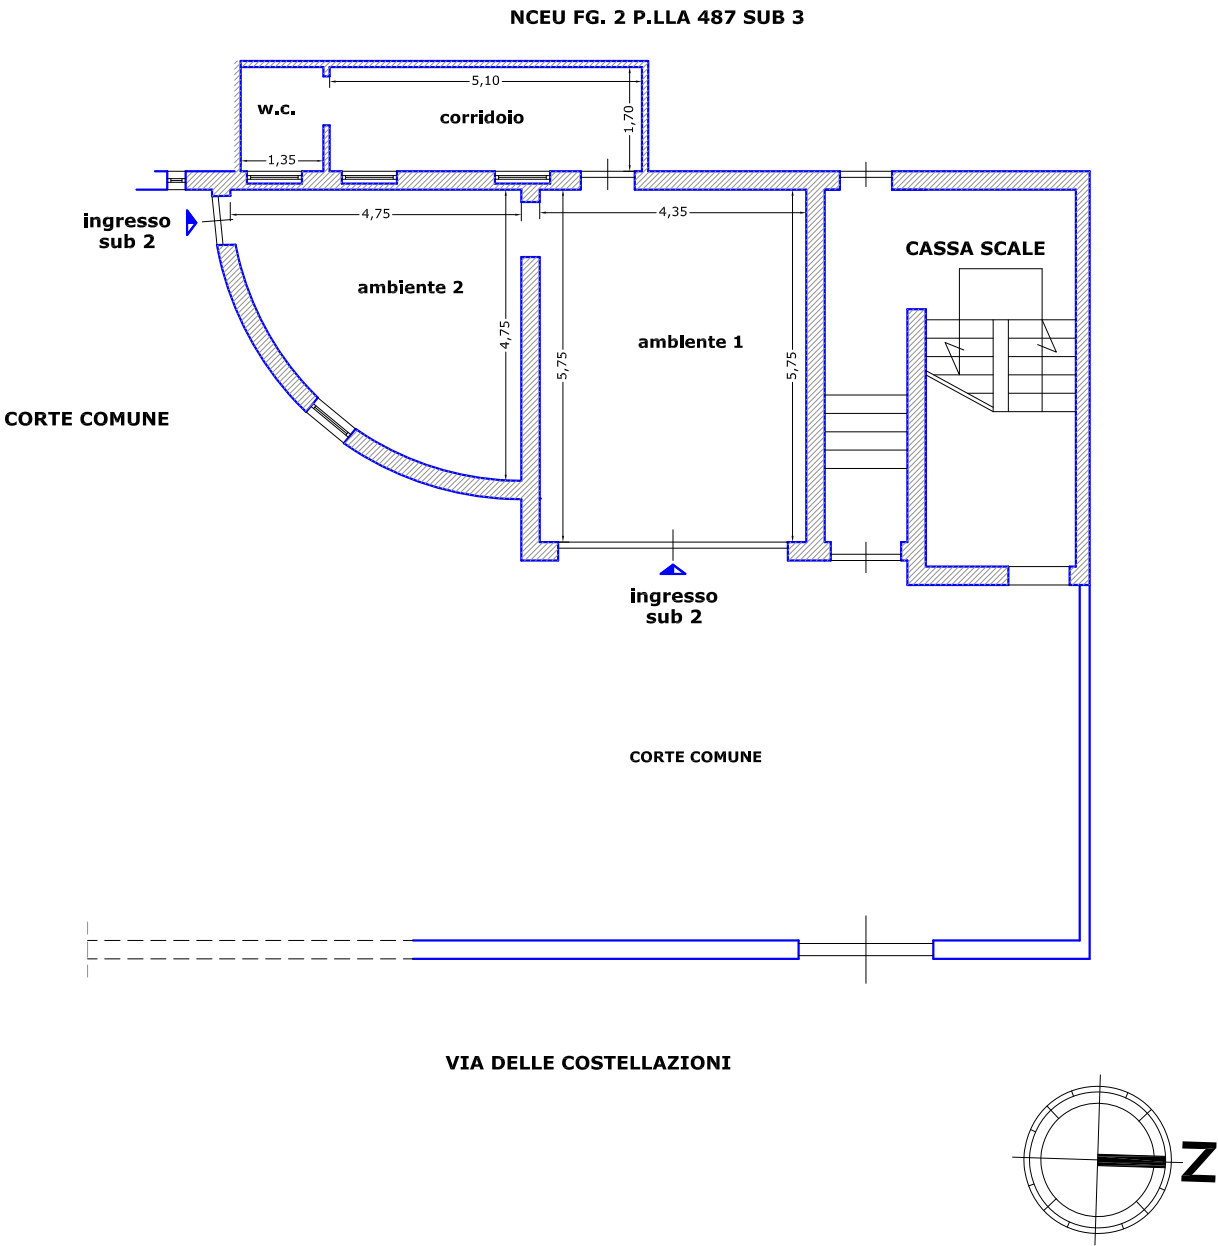 NCEU FG. 2 P.LLA 487 SUB 3
5,10
w.c.
corridoio
1,70
1,35
4,75
4,35
ingresso
sub 2
CASSA SCALE
ambiente 2
4,75
ambiente 1
5,75
5,75
CORTE COMUNE
ingresso
sub 2
CORTE COMUNE
VIA DELLE COSTELLAZIONI
N